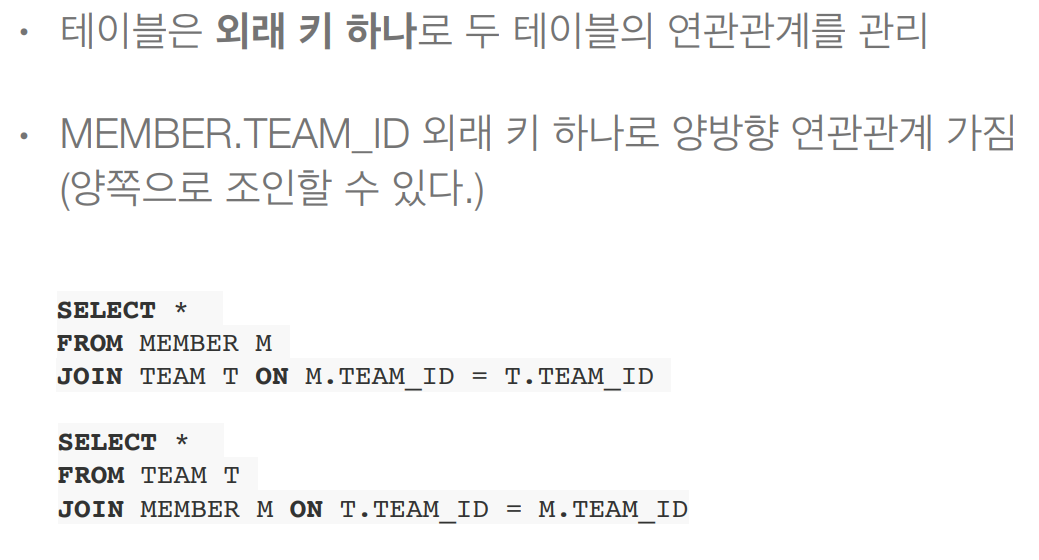 • 테이블은 외래 키 하나로 두 테이블의 연관관계를 관리
• MEMBER.TEAM_ID 외래 키 하나로 양방향 연관관계 가짐
(양쪽으로 조인할 수 있다.)
SELECT *
FROM MEMBER M
JOIN TEAM T ON M.TEAM_ID = T.TEAM_ID
SELECT *
FROM TEAM T
JOIN MEMBER M ON T.TEAM_ID = M.TEAM_ID